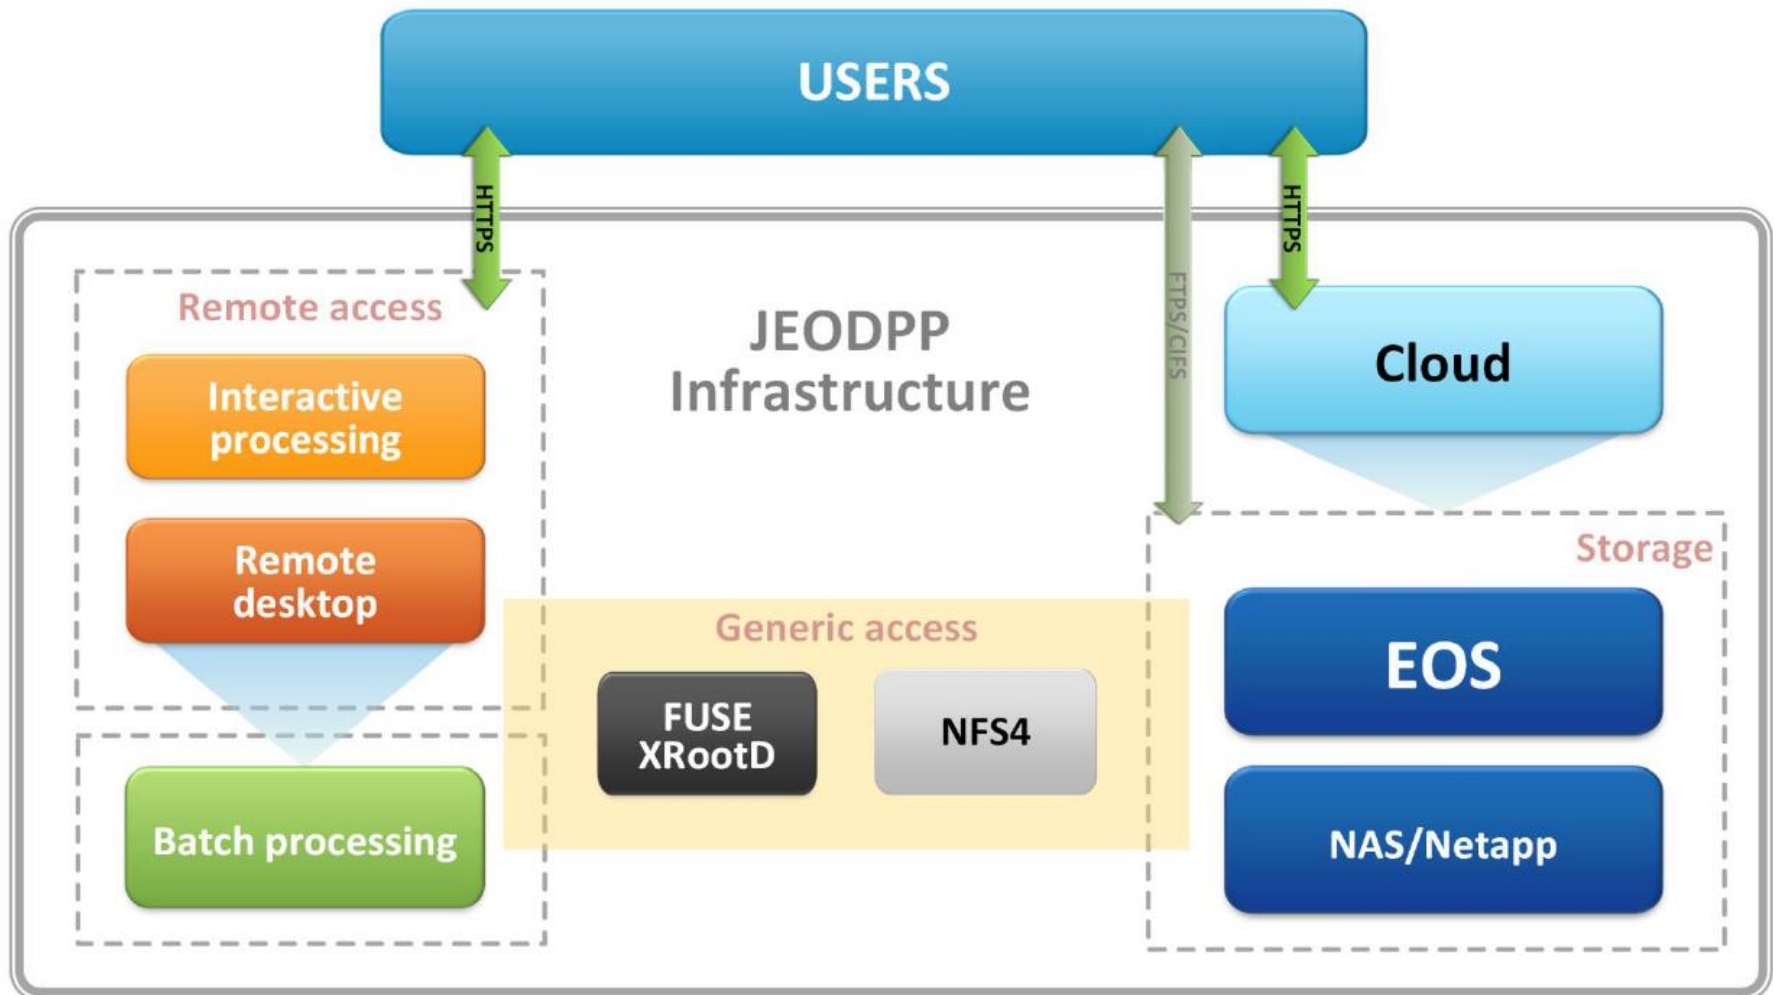 USERS
HTTPS
HTTPS
FTPS/CIFS
Remote access
Interactive
processing
Remote
desktop
Batch processing
JEODPP
Infrastructure
Generic access
FUSE
XRootD
NFS4
Cloud
Storage
EOS
NAS/Netapp